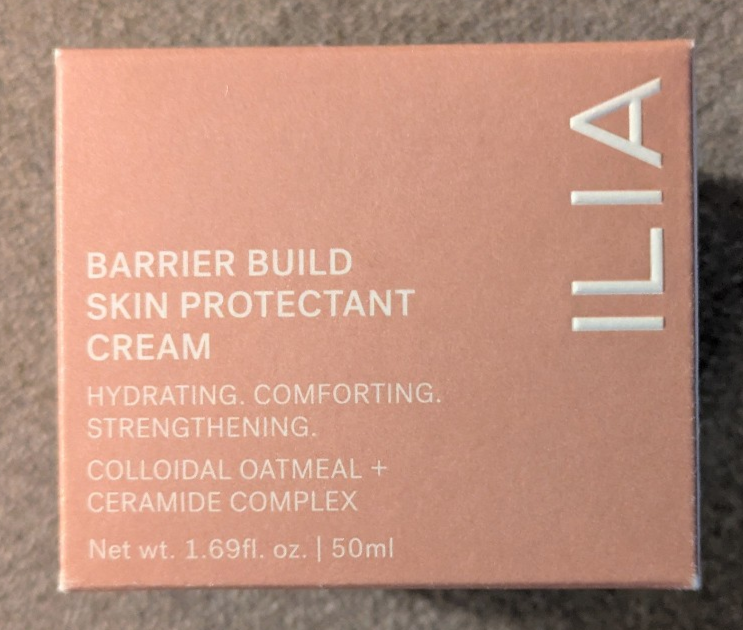 ILIA
BARRIER BUILD
SKIN PROTECTANT
CREAM
HYDRATING. COMFORTING.
STRENGTHENING.
COLLOIDAL OATMEAL +
CERAMIDE COMPLEX
Net wt. 1.69fl. oz. | 50ml